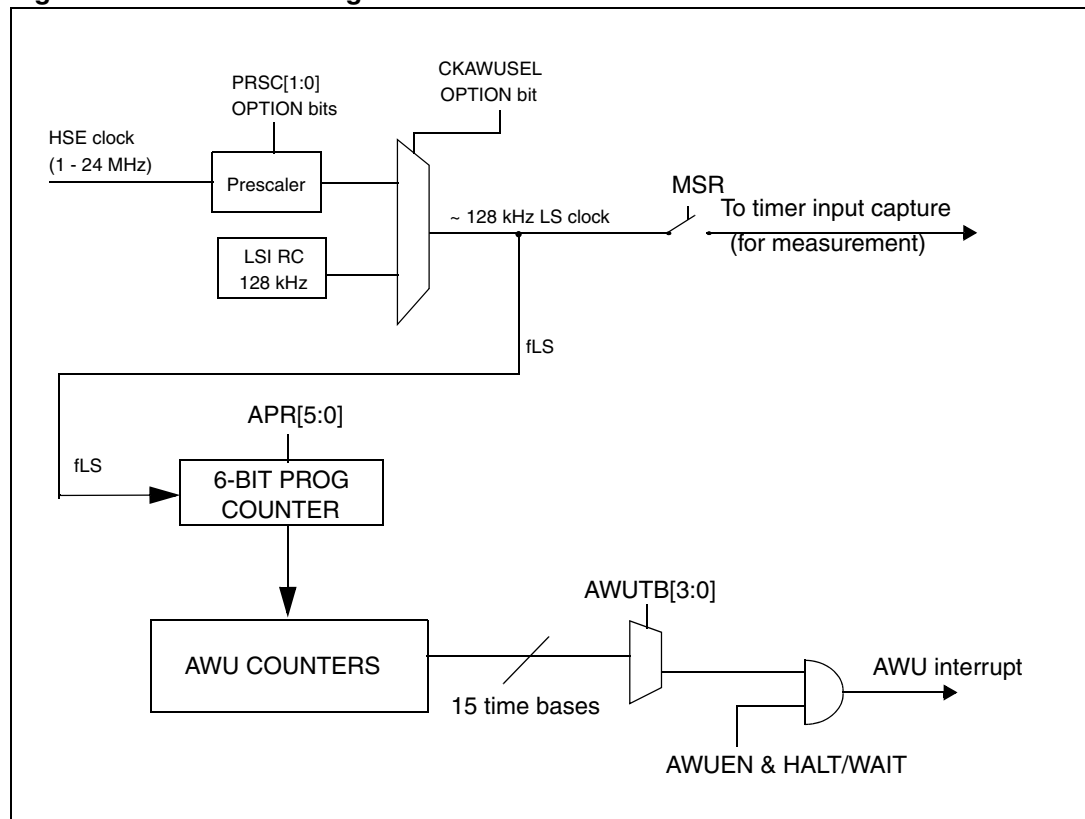 CKAWUSEL
OPTION bit
PRSC[1:0]
OPTION bits
HSE clock
(1 - 24 MHz)
Prescaler
MSR
~ 128 kHz LS clock
To timer input capture
(for measurement)
LSI RC
128 kHz
fLS
APR[5:0]
fLS
6-BIT PROG
COUNTER
AWUTB[3:0]
AWU COUNTERS
15 time bases
AWU interrupt
AWUEN & HALT/WAIT